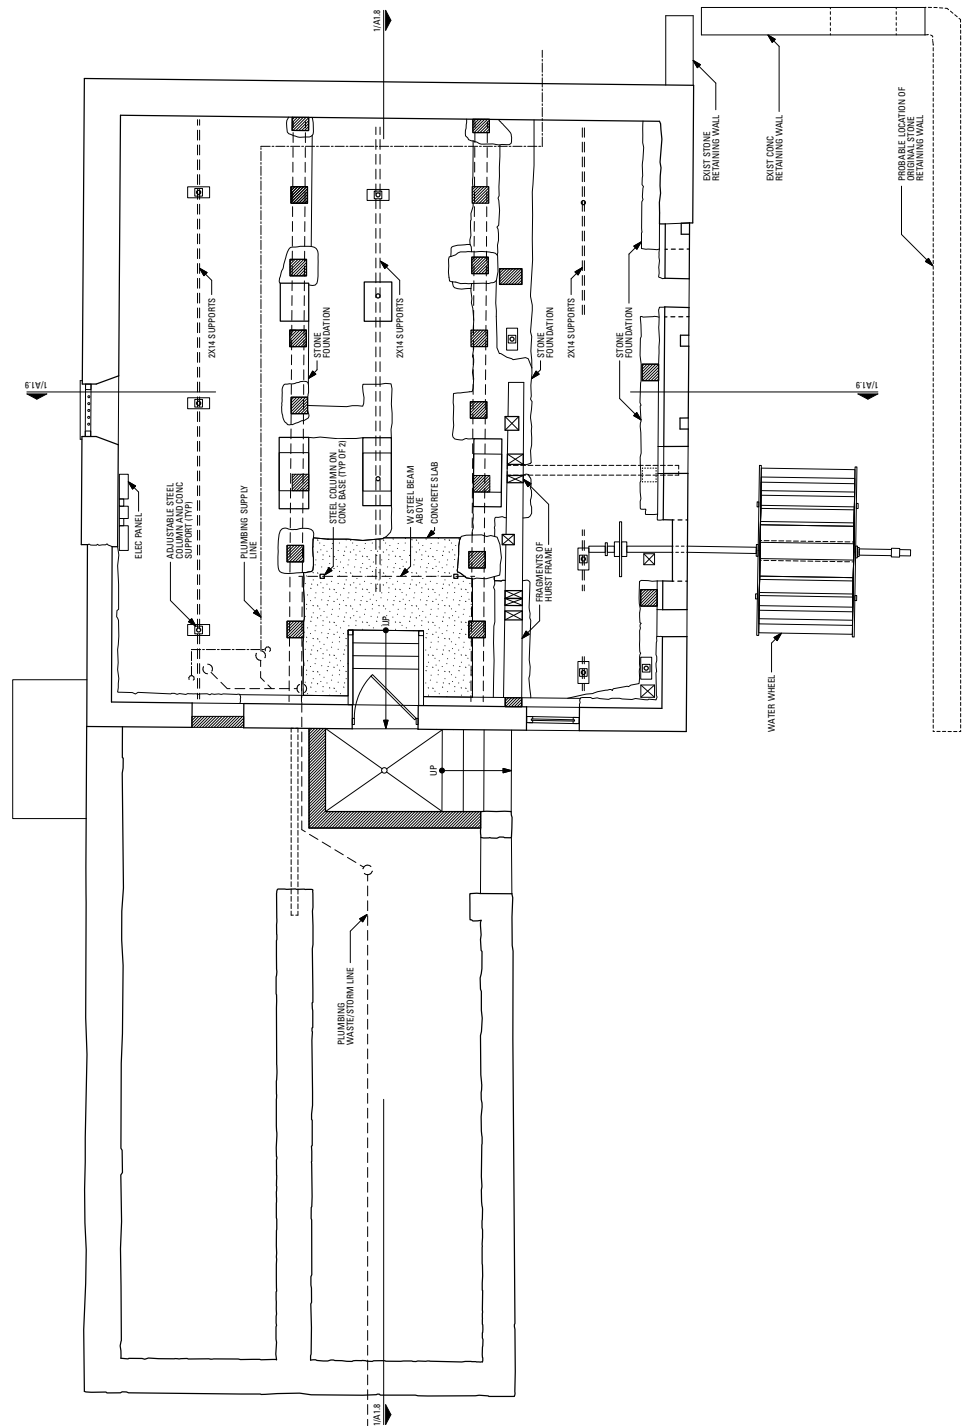 1/A1.8
EXIST STONE
RETAINING WALL
EXIST CONC
RETAINING WALL
PROBABLE LOCATION OF
ORIGINAL STONE
RETAINING WALL
2X14 SUPPORTS
STONE
FOUNDATION
2X14 SUPPORTS
STONE
FOUNDATION
2X14 SUPPORTS
STONE
FOUNDATION
1/A1.9
1/A1.9
ELEC PANEL
ADJUSTABLE STEEL
COLUMN AND CONC
SUPPORT (TYP)
PLUMBING SUPPLY
LINE
STEEL COLUMN ON
CONC BASE (TYP OF 2)
W STEEL BEAM
ABOVE
CONCRETE SLAB
FRAGMENTS OF
HURST FRAME
UP
WATER WHEEL
UP
PLUMBING
WASTE/STORM LINE
1/A1.8